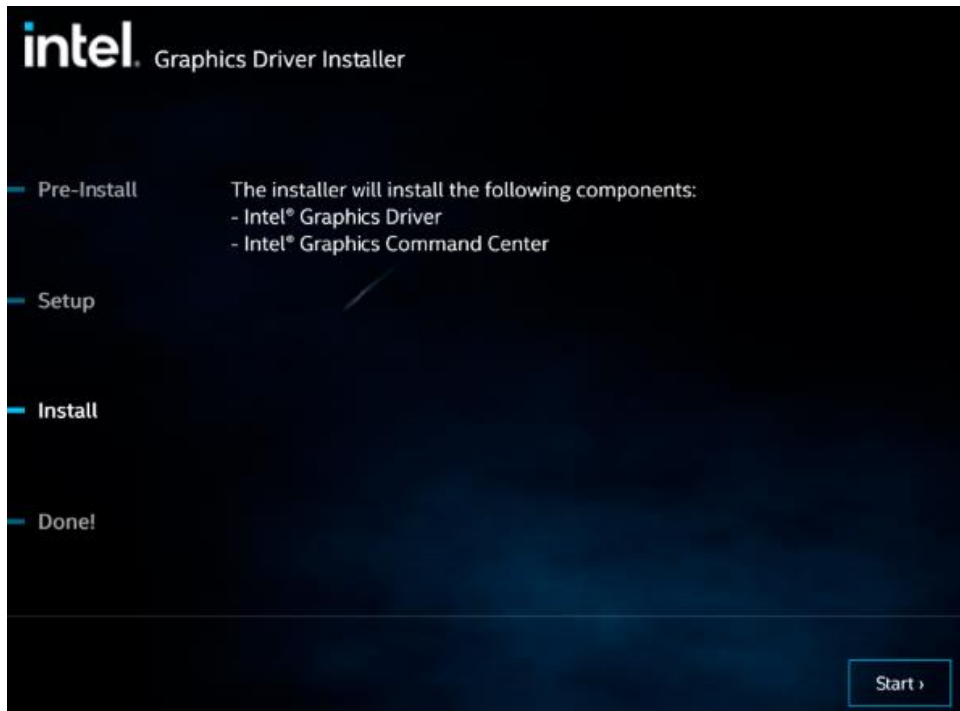 intel. Graphics Driver Installer
Pre-Install
The installer will install the following components:
- Intel® Graphics Driver
- Intel® Graphics Command Center
Setup
Install
Done!
Start ›